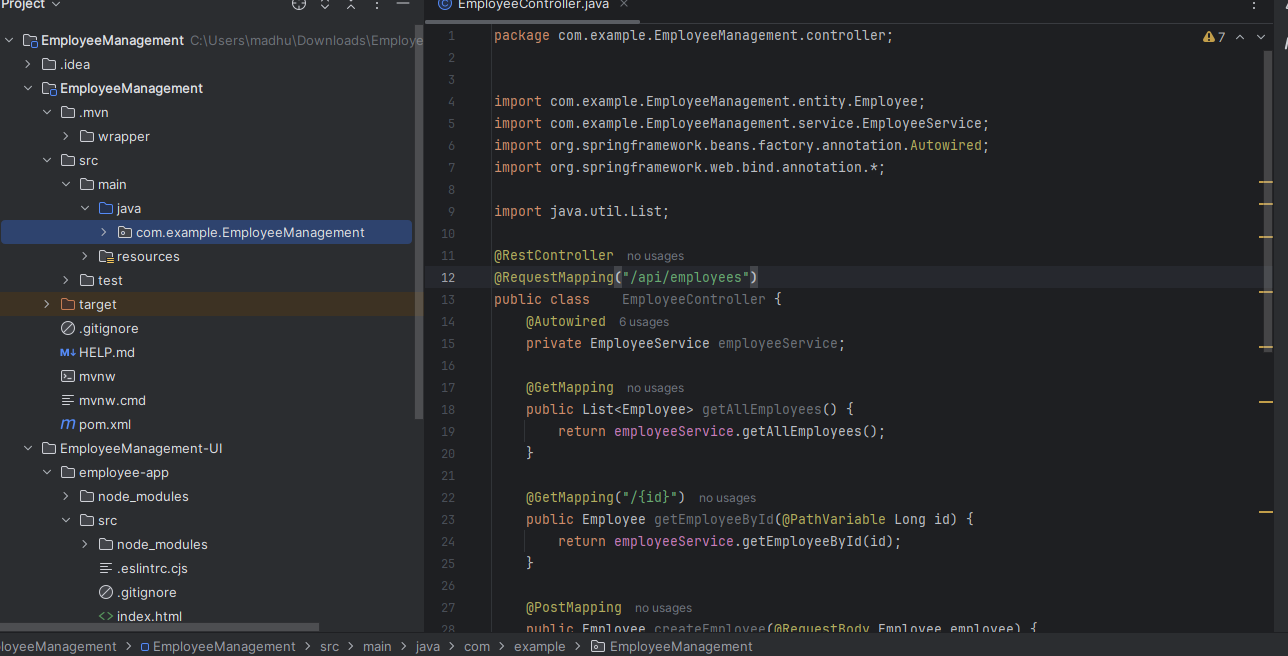 Project
EmployeeManagement C:\Users\madhu\Downloads\Employe
.idea
EmployeeManagement
.mvn
wrapper
src
main
java
com.example.EmployeeManagement
resources
test
target
.gitignore
HELP.md
mvnw
mvnw.cmd
pom.xml
EmployeeManagement-UI
employee-app
node_modules
src
node_modules
.eslintrc.cjs
.gitignore
index.html
EmployeeController.java
7
1 package com.example.EmployeeManagement.controller;
2
3
4 import com.example.EmployeeManagement.entity.Employee;
5 import com.example.EmployeeManagement.service.EmployeeService;
6 import org.springframework.beans.factory.annotation.Autowired;
7 import org.springframework.web.bind.annotation.*;
8
9 import java.util.List;
10
11 @RestController no usages
12 @RequestMapping("/api/employees")
13 public class EmployeeController {
14 @Autowired 6 usages
15 private EmployeeService employeeService;
16
17 @GetMapping no usages
18 public List<Employee> getAllEmployees() {
19 return employeeService.getAllEmployees();
20 }
21
22 @GetMapping("/{id}") no usages
23 public Employee getEmployeeById(@PathVariable Long id) {
24 return employeeService.getEmployeeById(id);
25 }
26
27 @PostMapping no usages
28 public Employee createEmployee(@RequestBody Employee employee) {
loyeeManagement > EmployeeManagement > src > main > java > com > example > EmployeeManagement